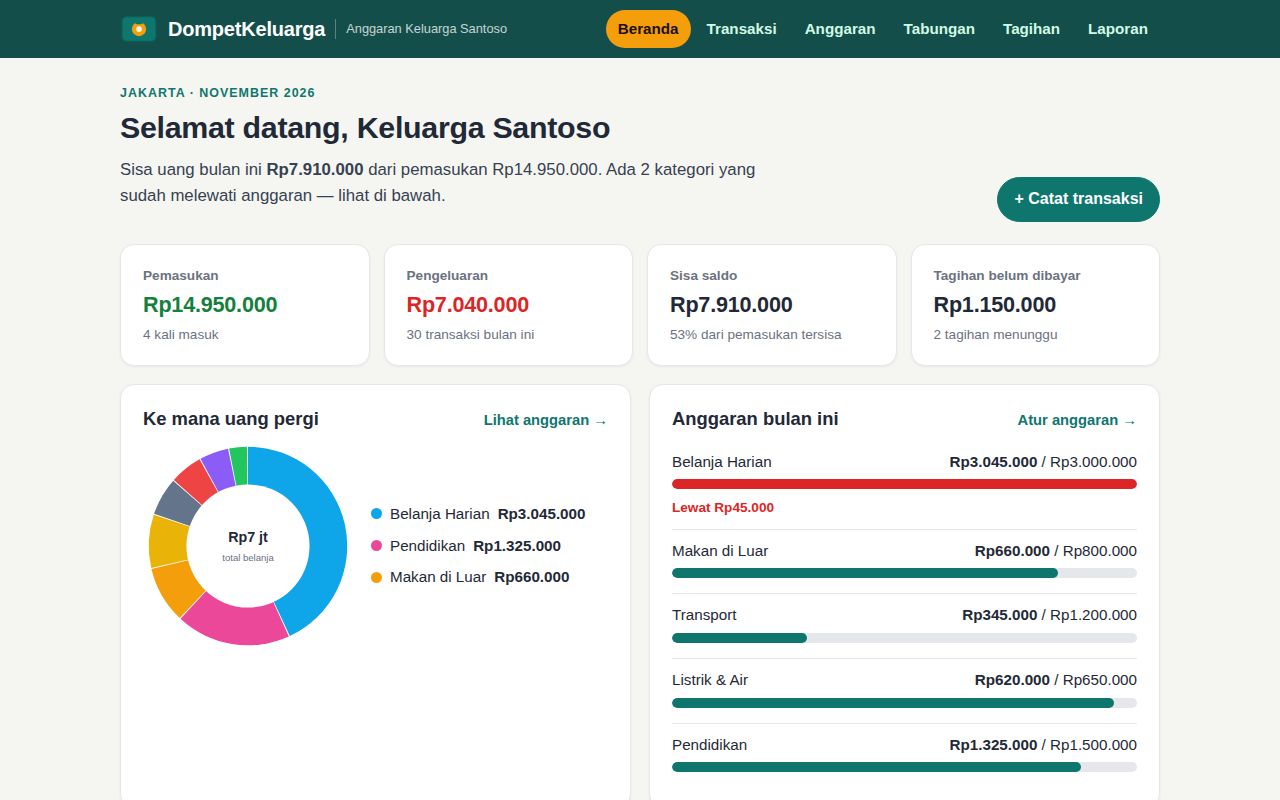 DompetKeluarga
Anggaran Keluarga Santoso
Beranda
Transaksi
Anggaran
Tabungan
Tagihan
Laporan
JAKARTA · NOVEMBER 2026
Selamat datang, Keluarga Santoso
Sisa uang bulan ini Rp7.910.000 dari pemasukan Rp14.950.000. Ada 2 kategori yang
sudah melewati anggaran — lihat di bawah.
+ Catat transaksi
Pemasukan
Rp14.950.000
4 kali masuk
Pengeluaran
Rp7.040.000
30 transaksi bulan ini
Sisa saldo
Rp7.910.000
53% dari pemasukan tersisa
Tagihan belum dibayar
Rp1.150.000
2 tagihan menunggu
Ke mana uang pergi
Lihat anggaran →
Rp7 jt
total belanja
Belanja Harian Rp3.045.000
Pendidikan Rp1.325.000
Makan di Luar Rp660.000
Anggaran bulan ini
Atur anggaran →
Belanja Harian Rp3.045.000 / Rp3.000.000
Lewat Rp45.000
Makan di Luar Rp660.000 / Rp800.000
Transport Rp345.000 / Rp1.200.000
Listrik & Air Rp620.000 / Rp650.000
Pendidikan Rp1.325.000 / Rp1.500.000